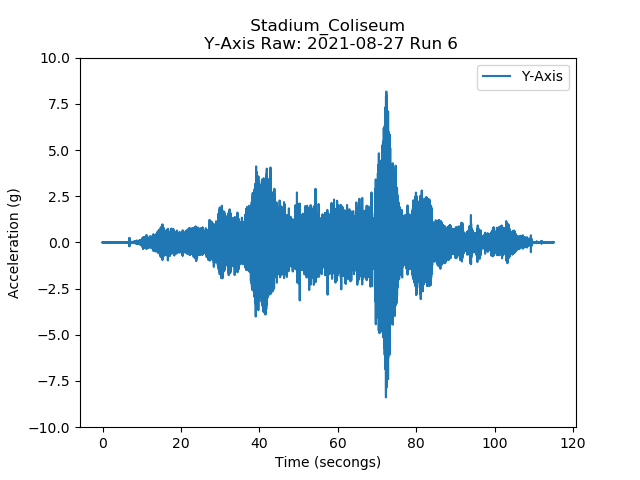 Stadium_Coliseum
Y-Axis Raw: 2021-08-27 Run 6
Y-Axis
10.0
7.5
5.0
2.5
0.0
−2.5
−5.0
−7.5
−10.0
Acceleration (g)
0 20 40 60 80 100 120
Time (secongs)